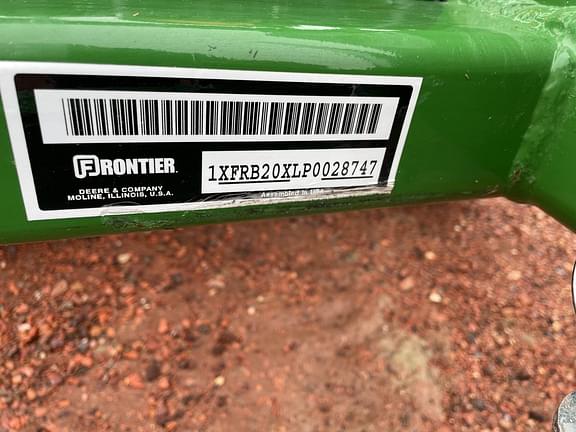 FRONTIER
DEERE & COMPANY
MOLINE, ILLINOIS, U.S.A.
1XFRB20XLP0028747
Assembled in USA